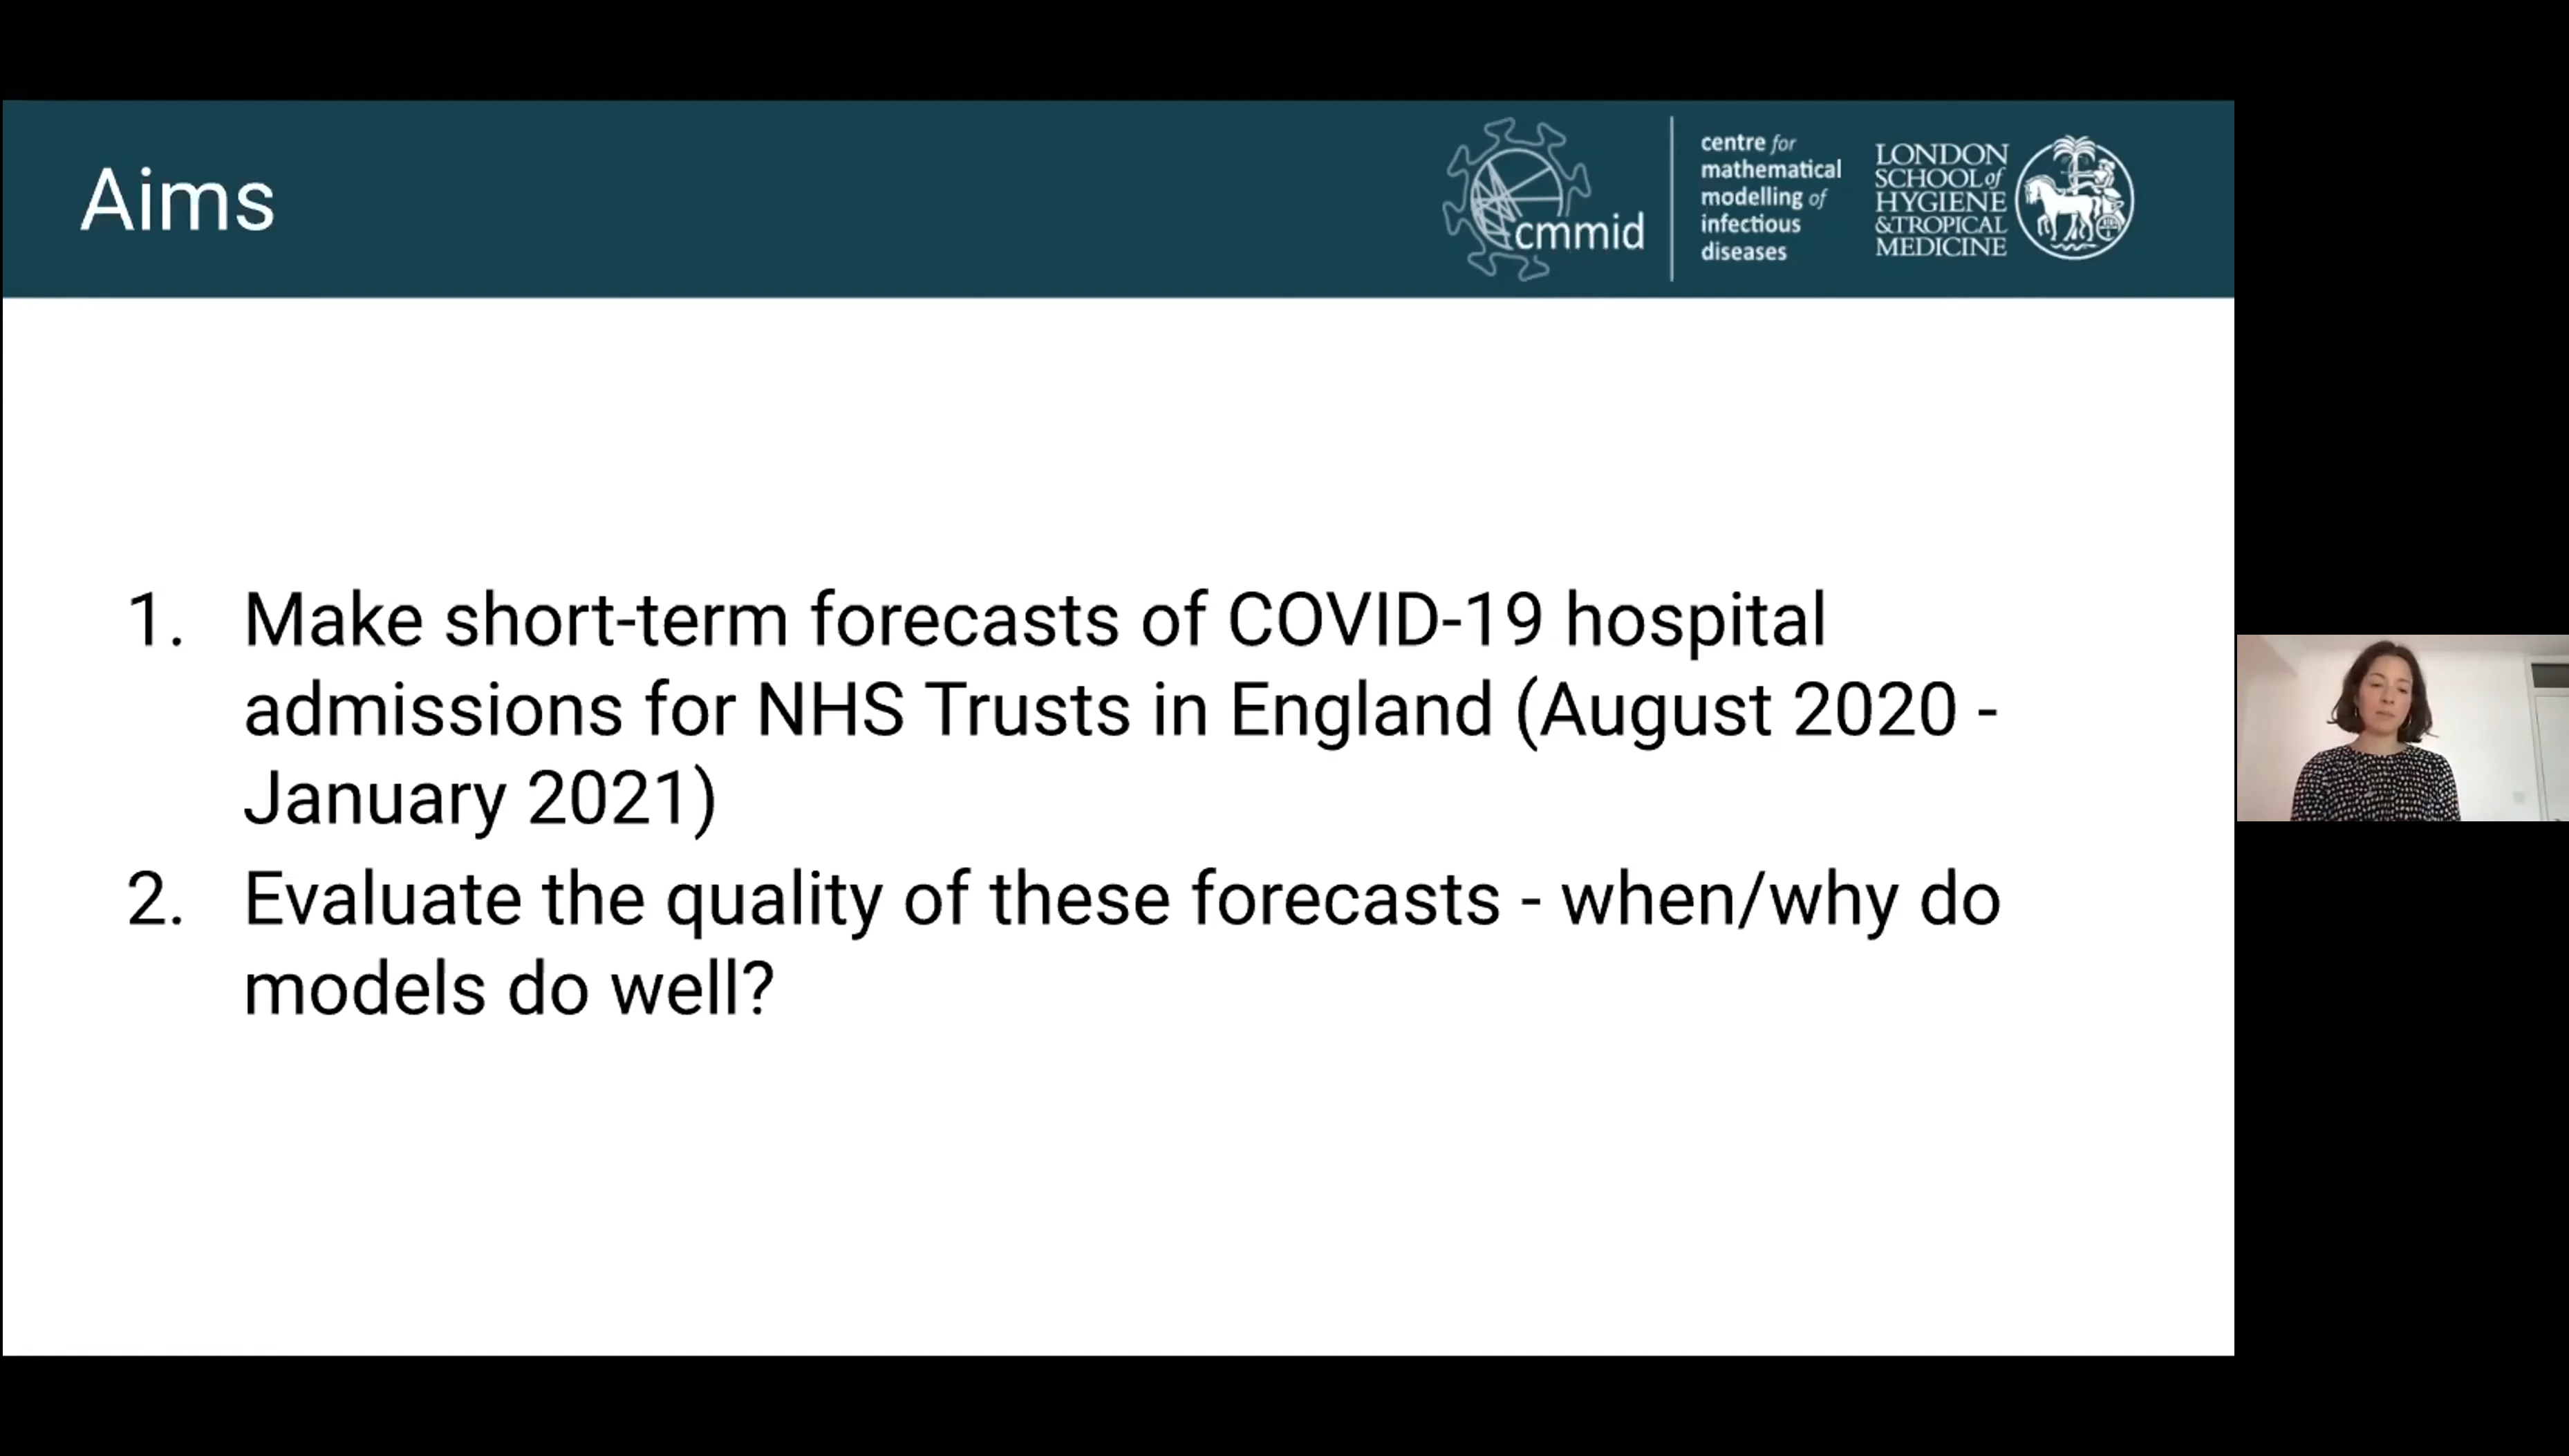 Aims
cmmid
centre for
mathematical
modelling of
infectious
diseases
LONDON
SCHOOL of
HYGIENE
&TROPICAL
MEDICINE
1. Make short-term forecasts of COVID-19 hospital
admissions for NHS Trusts in England (August 2020 -
January 2021)
2. Evaluate the quality of these forecasts - when/why do
models do well?